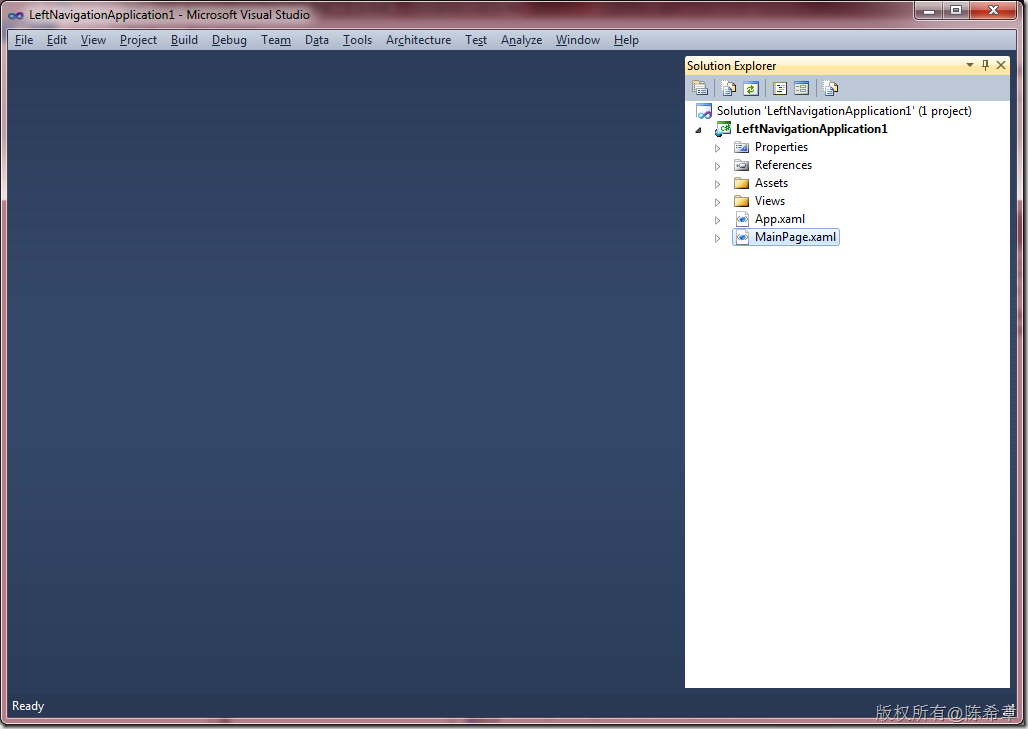 LeftNavigationApplication1 - Microsoft Visual Studio
File Edit View Project Build Debug Team Data Tools Architecture Test Analyze Window Help
Solution Explorer
Solution 'LeftNavigationApplication1' (1 project)
LeftNavigationApplication1
Properties
References
Assets
Views
App.xaml
MainPage.xaml
Ready
版权所有@陈希章